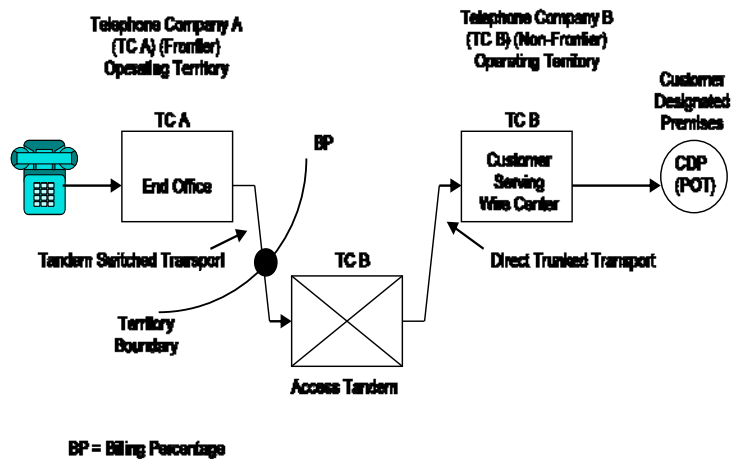 Telephone Company A
(TC A) (Frontier)
Operating Territory
Telephone Company B
(TC B) (Non-Frontier)
Operating Territory
Customer
Designated
Premises
TC A
BP
TC B
End Office
Customer
Serving
Wire Center
CDP
(POT)
Tandem Switched Transport
TC B
Direct Trunked Transport
Territory
Boundary
Access Tandem
BP = Billing Percentage